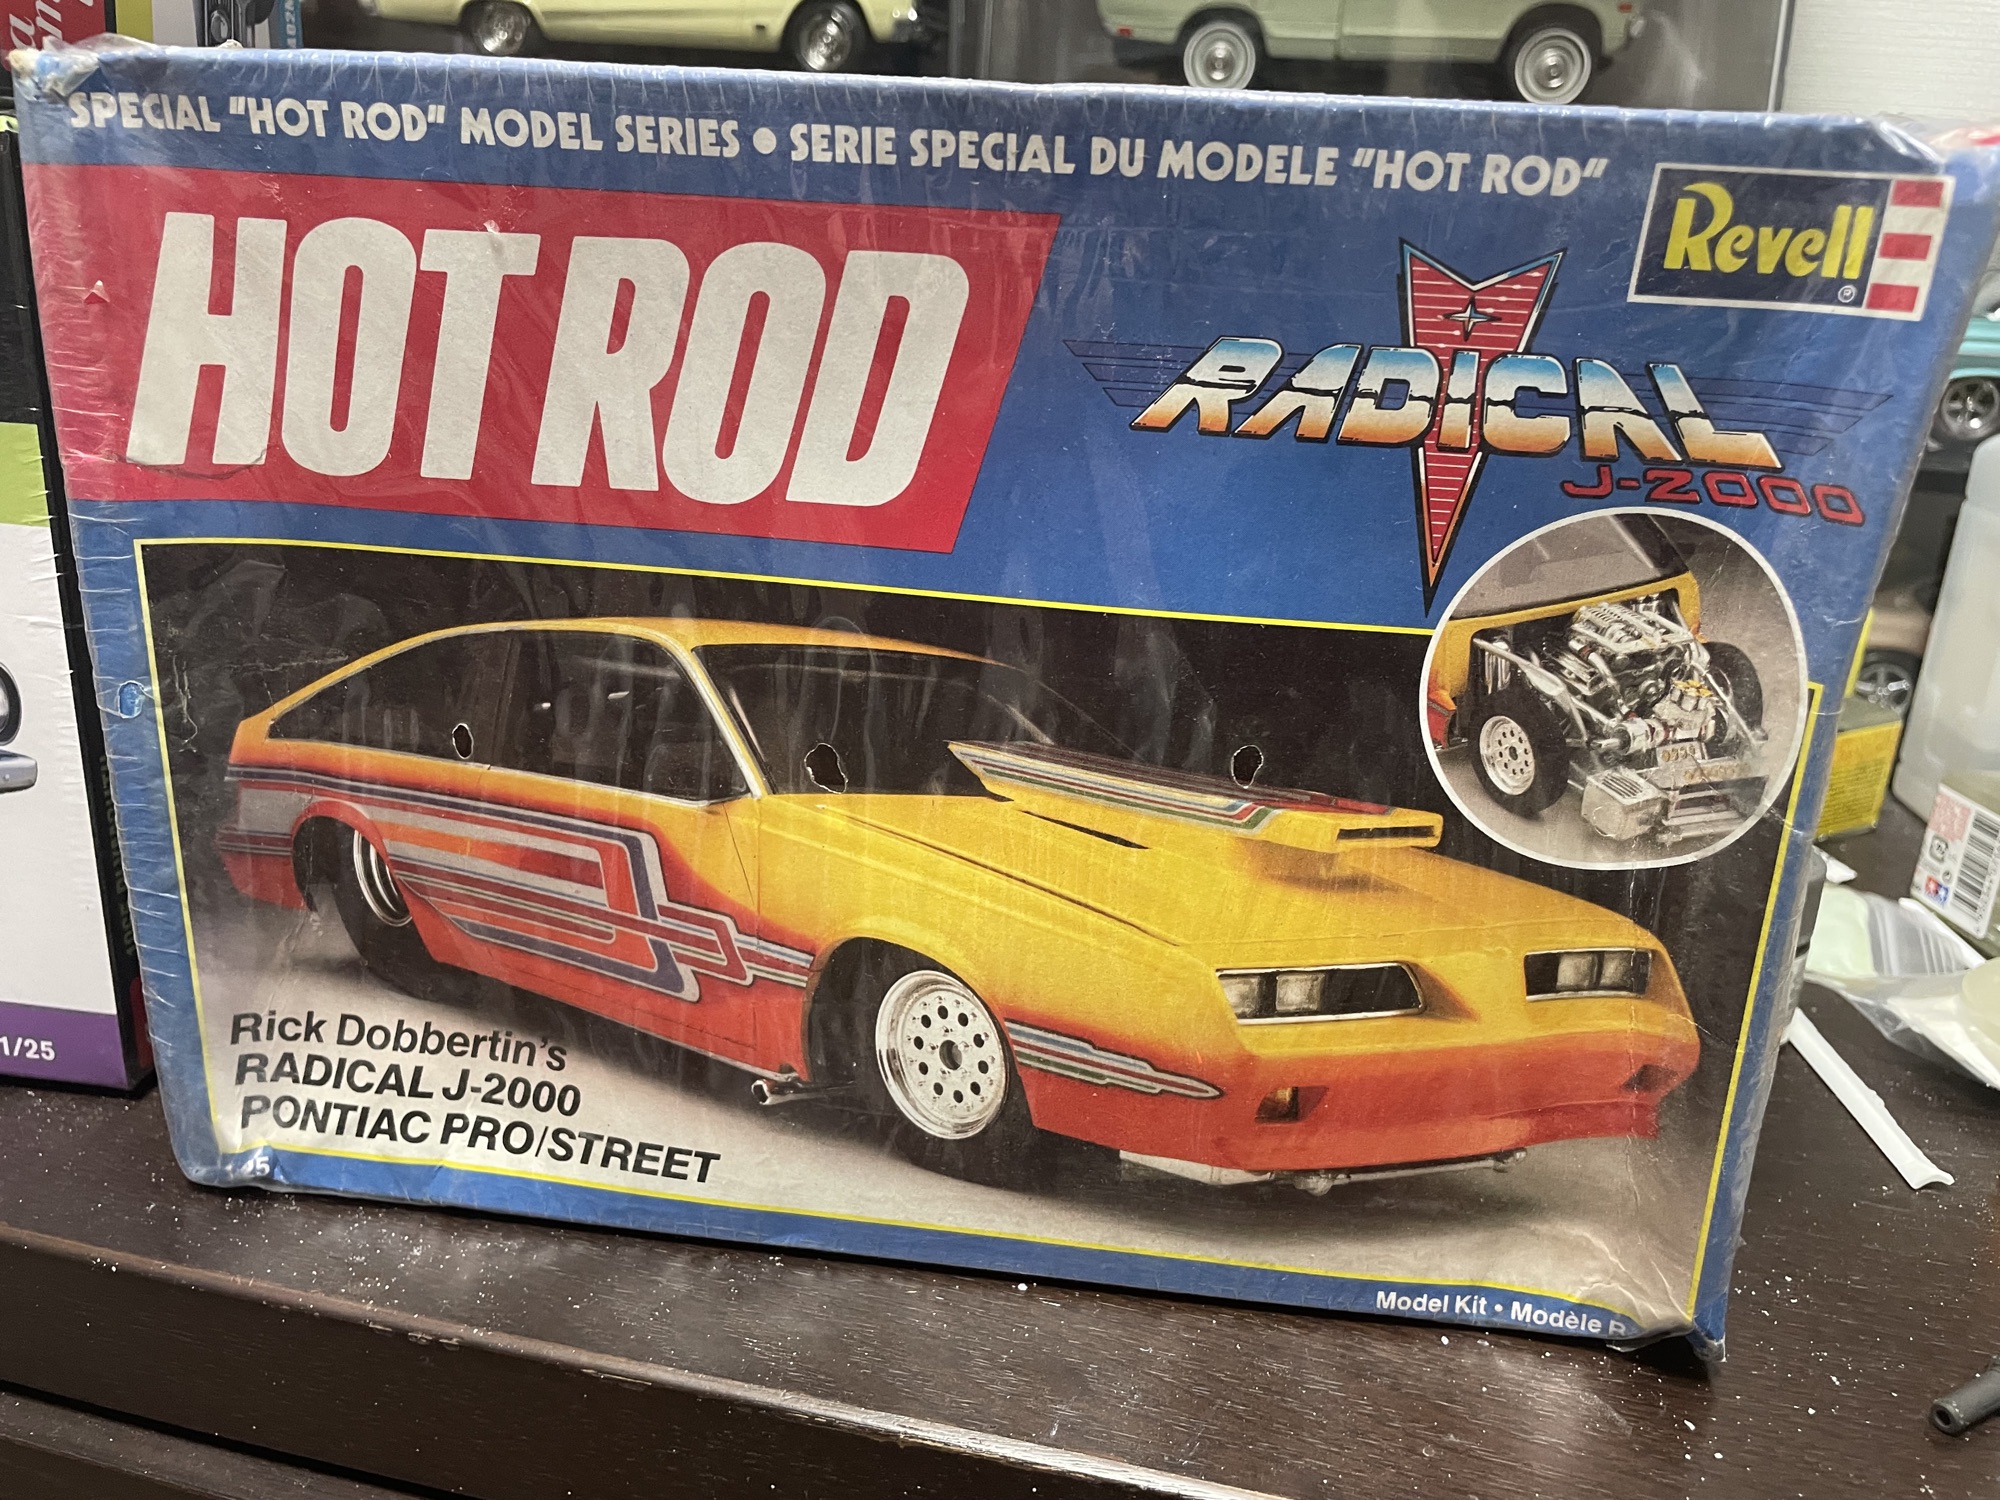 SPECIAL "HOT ROD" MODEL SERIES • SERIE SPECIAL DU MODELE "HOT ROD"
Revell
HOT ROD
RADICAL
J-2000
Rick Dobbertin's
RADICAL J-2000
PONTIAC PRO/STREET
Model Kit • Modèle
1/25